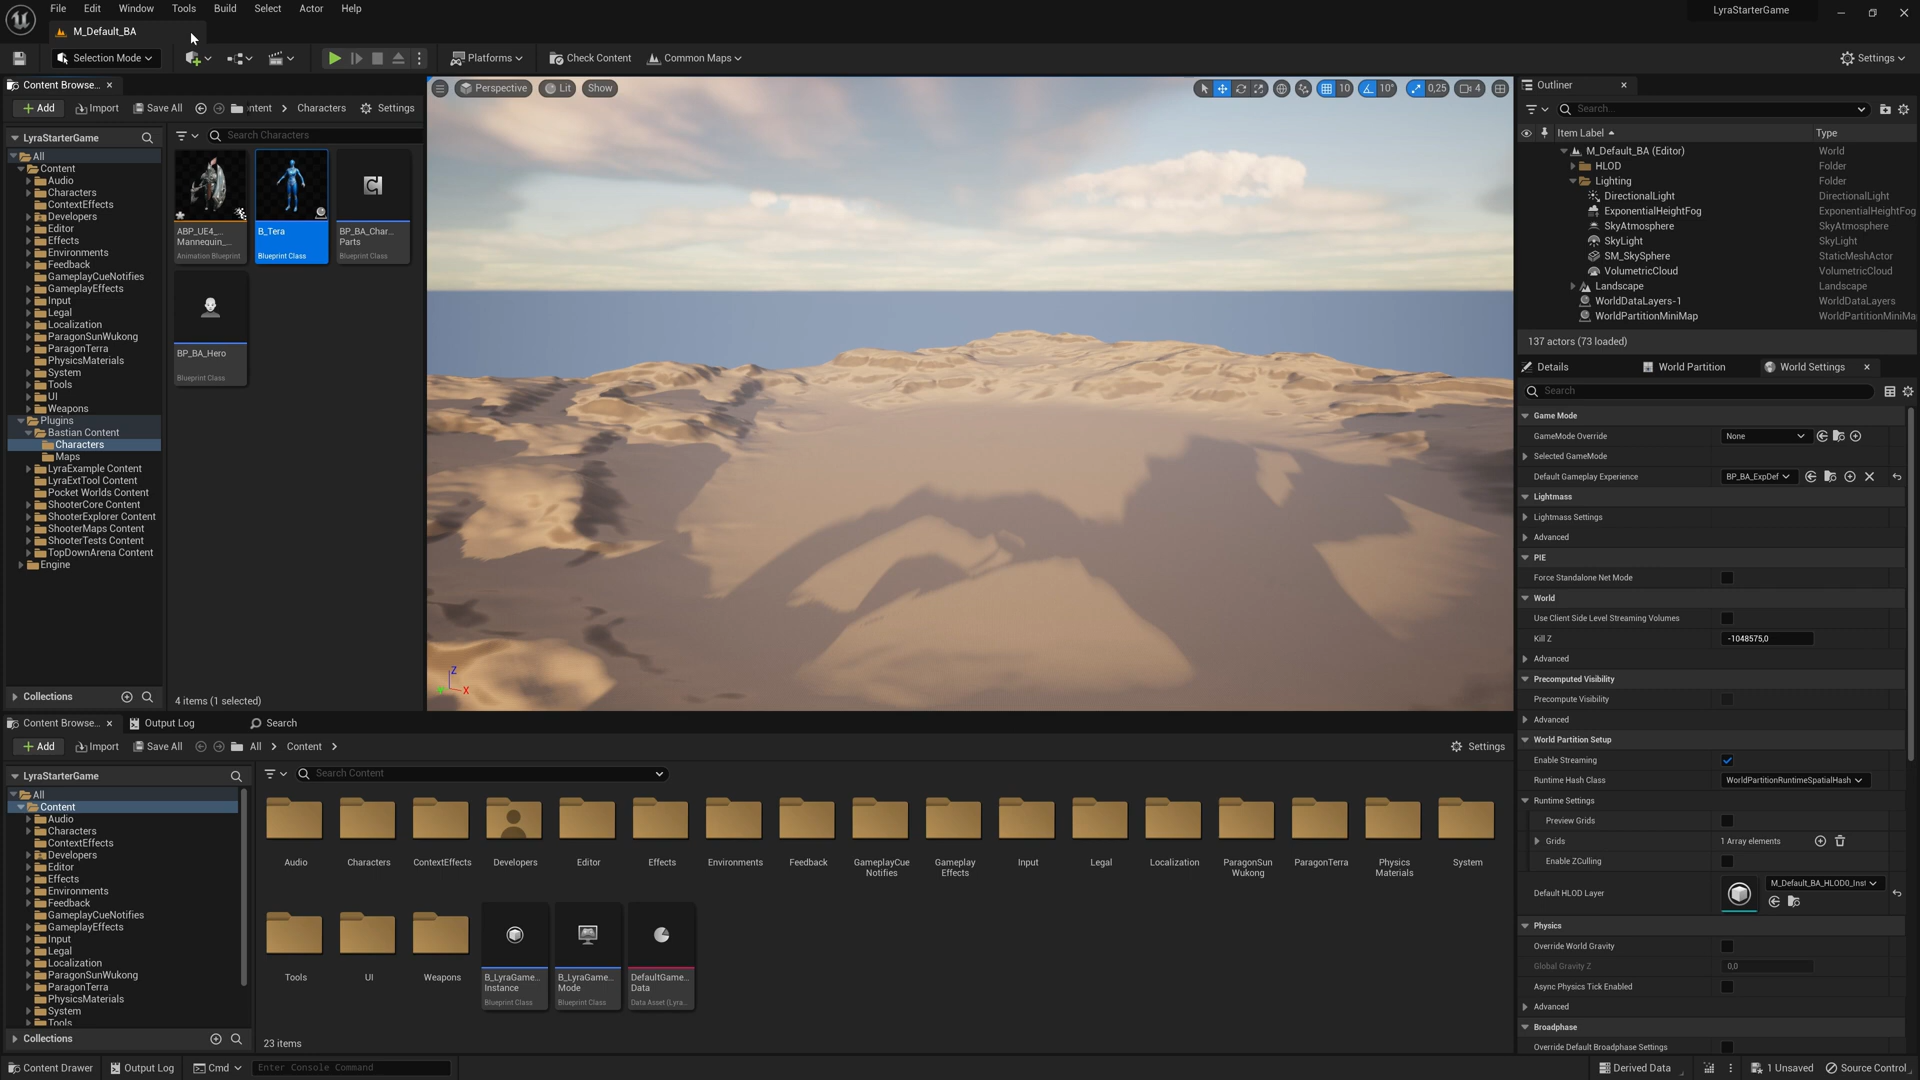 File Edit Window Tools Build Select Actor Help
LyraStarterGame
M_Default_BA
Selection Mode
Platforms
Check Content
Common Maps
Settings
Content Browse...
Add
Import
Save All
ntent
Characters
Settings
LyraStarterGame
Search Characters
All
Content
Audio
Characters
ContextEffects
Developers
Editor
Effects
Environments
Feedback
GameplayCueNotifies
GameplayEffects
Input
Legal
Localization
ParagonSunWukong
ParagonTerra
PhysicsMaterials
System
Tools
UI
Weapons
Plugins
Bastian Content
Characters
Maps
LyraExample Content
LyraExtTool Content
Pocket Worlds Content
ShooterCore Content
ShooterExplorer Content
ShooterMaps Content
ShooterTests Content
TopDownArena Content
Engine
Collections
ABP_UE4_...
Mannequin_...
Animation Blueprint
B_Tera
Blueprint Class
BP_BA_Char...
Parts
Blueprint Class
BP_BA_Hero
Blueprint Class
4 items (1 selected)
Perspective
Lit
Show
10
10°
0,25
4
Z
X
Outliner
Search...
Item Label
Type
M_Default_BA (Editor) World
HLOD Folder
Lighting Folder
DirectionalLight DirectionalLight
ExponentialHeightFog ExponentialHeightFog
SkyAtmosphere SkyAtmosphere
SkyLight SkyLight
SM_SkySphere StaticMeshActor
VolumetricCloud VolumetricCloud
Landscape Landscape
WorldDataLayers-1 WorldDataLayers
WorldPartitionMiniMap WorldPartitionMiniMa
137 actors (73 loaded)
Details
World Partition
World Settings
Search
Game Mode
GameMode Override None
Selected GameMode
Default Gameplay Experience BP_BA_ExpDef
Lightmass
Lightmass Settings
Advanced
PIE
Force Standalone Net Mode
World
Use Client Side Level Streaming Volumes
Kill Z -1048575,0
Advanced
Precomputed Visibility
Precompute Visibility
Advanced
World Partition Setup
Enable Streaming
Runtime Hash Class WorldPartitionRuntimeSpatialHash
Runtime Settings
Preview Grids
Grids 1 Array elements
Enable ZCulling
Default HLOD Layer M_Default_BA_HLOD0_Inst
Physics
Override World Gravity
Global Gravity Z 0,0
Async Physics Tick Enabled
Advanced
Broadphase
Override Default Broadphase Settings
Content Browse...
Output Log
Search
Add
Import
Save All
All
Content
Settings
LyraStarterGame
Search Content
All
Content
Audio
Characters
ContextEffects
Developers
Editor
Effects
Environments
Feedback
GameplayCueNotifies
GameplayEffects
Input
Legal
Localization
ParagonSunWukong
ParagonTerra
PhysicsMaterials
System
Tools
Collections
Audio
Characters
ContextEffects
Developers
Editor
Effects
Environments
Feedback
GameplayCue
Notifies
Gameplay
Effects
Input
Legal
Localization
ParagonSun
Wukong
ParagonTerra
Physics
Materials
System
Tools
UI
Weapons
B_LyraGame...
Instance
Blueprint Class
B_LyraGame...
Mode
Blueprint Class
DefaultGame...
Data
Data Asset (Lyra...
23 items
Content Drawer
Output Log
Cmd
Enter Console Command
Derived Data
1 Unsaved
Source Control